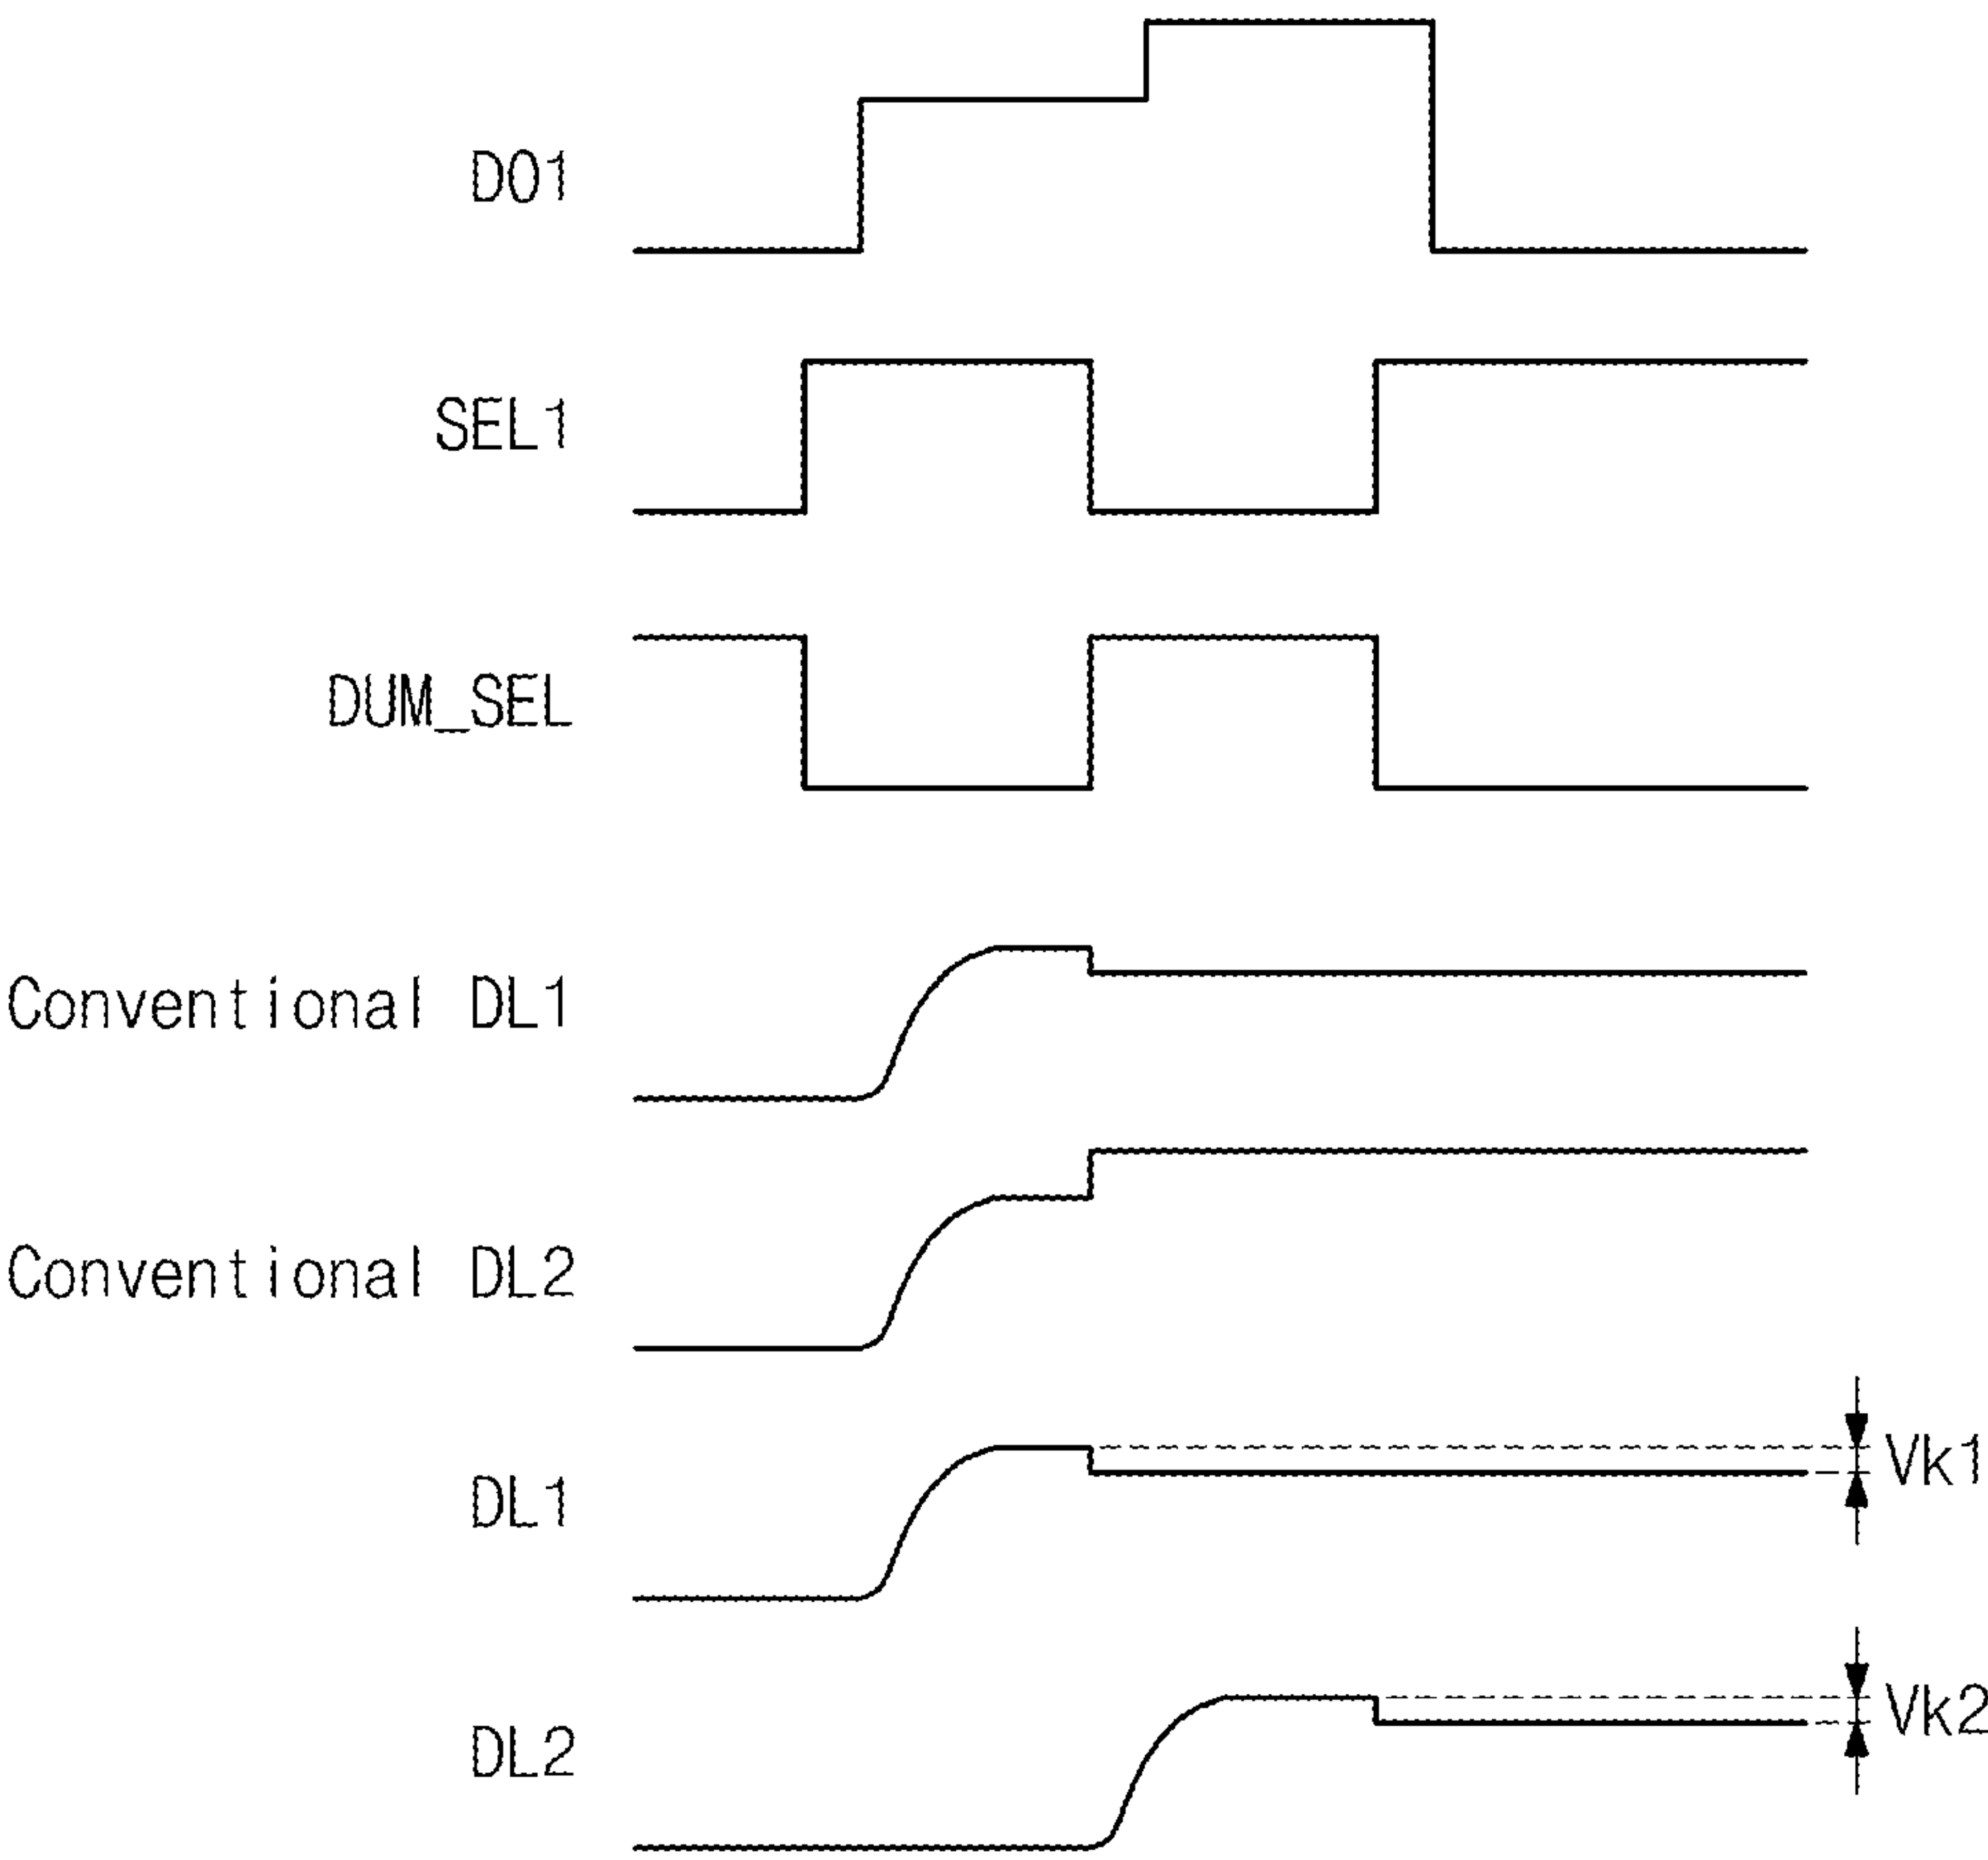 DO1
SEL1
DUM_SEL
Conventional DL1
Conventional DL2
DL1
Vk1
DL2
Vk2